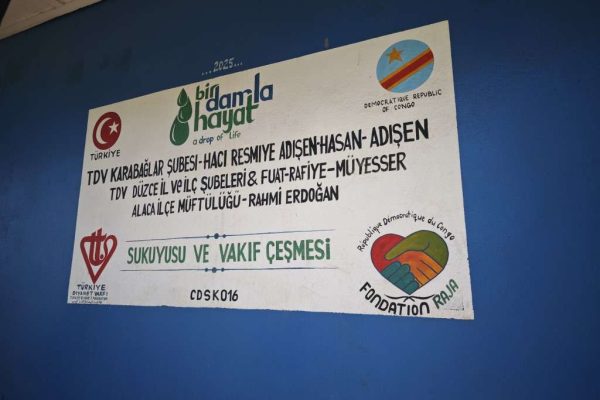 ...2025...
bir damla
hayat
a drop of life
TÜRKİYE
DEMOCRATIQUE REPUBLIC
OF CONGO
TDV KARABAĞLAR ŞUBESİ-HACI RESMİYE ADIŞEN-HASAN-ADIŞEN
TDV DÜZCE İL VE İLÇ ŞUBELERİ & FUAT-RAFİYE-MÜYESSER
ALACA İLÇE MÜFTÜLÜĞÜ-RAHMİ ERDOĞAN
SUKUYUSU VE VAKIF ÇEŞMESİ
CDSK016
TÜRKİYE
DİYANET VAKFI
République Démocratique du Congo
FONDATION RAJA